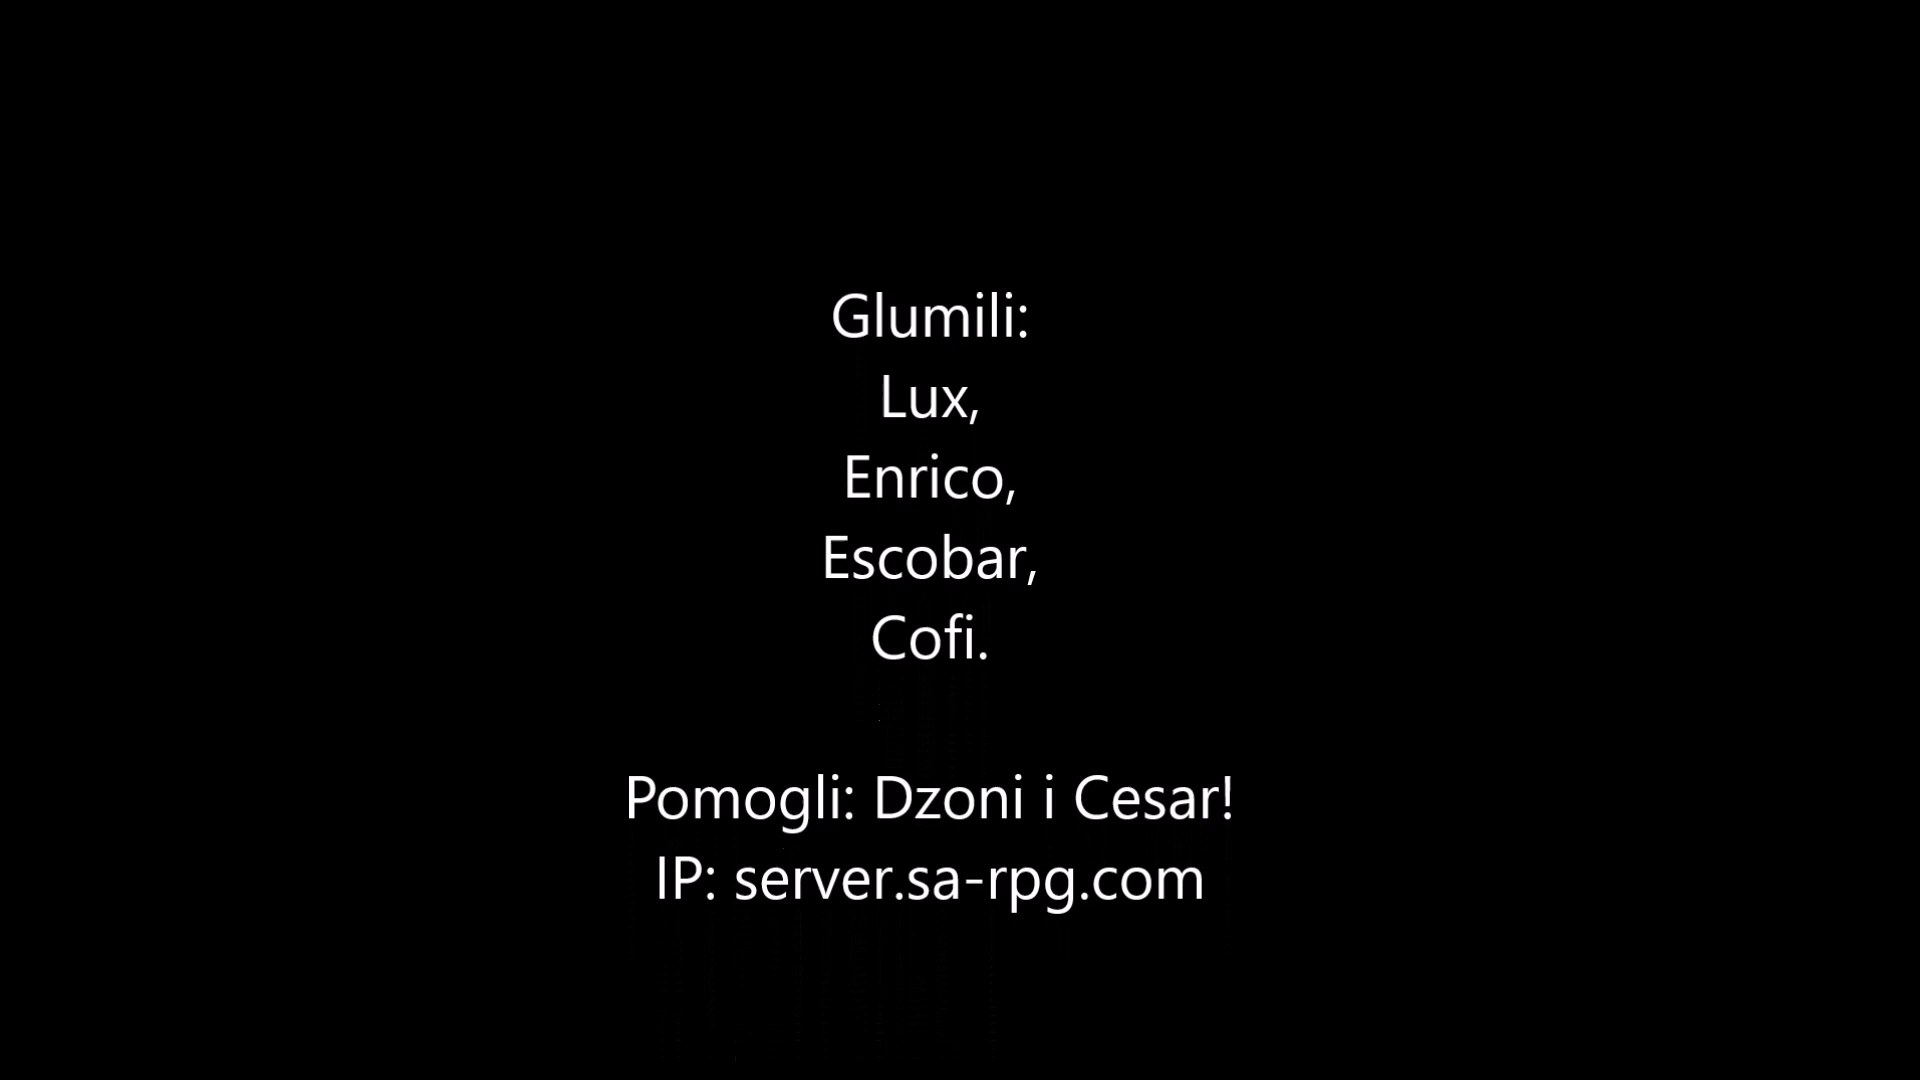 Glumili:
Lux,
Enrico,
Escobar,
Cofi.
Pomogli: Dzoni i Cesar!
IP: server.sa-rpg.com